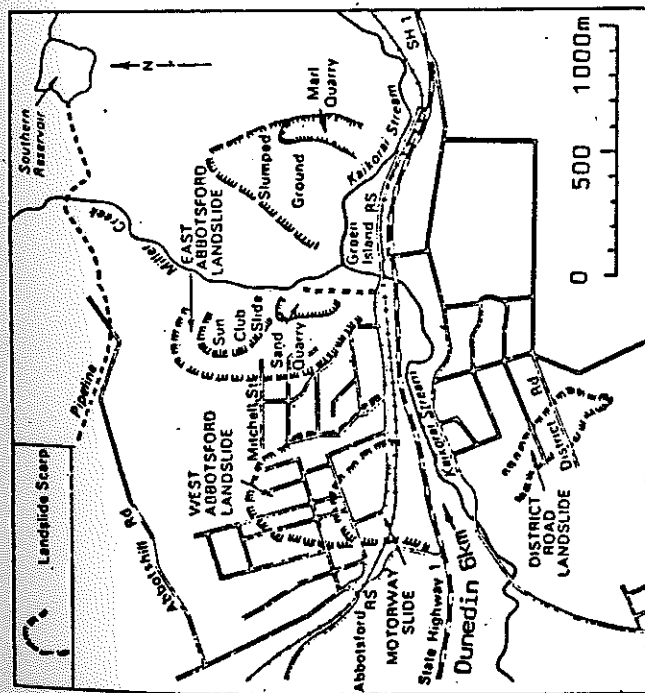 Landslide Scarp
Southern
Reservoir
N
Pipeline
Abbotshill Rd
Miller Creek
EAST
ABBOTSFORD
LANDSLIDE
Sun
Club
Slide
Sand
Quarry
Slumped
Ground
Marl
Quarry
WEST
ABBOTSFORD
LANDSLIDE
Mitchell St
Green
Island RS
Kaikorai Stream
SH 1
Abbotsford
RS
MOTORWAY
SLIDE
State Highway 1
Dunedin 6km
Kaikorai Stream
DISTRICT
ROAD
LANDSLIDE
District Rd
0 500 1000m